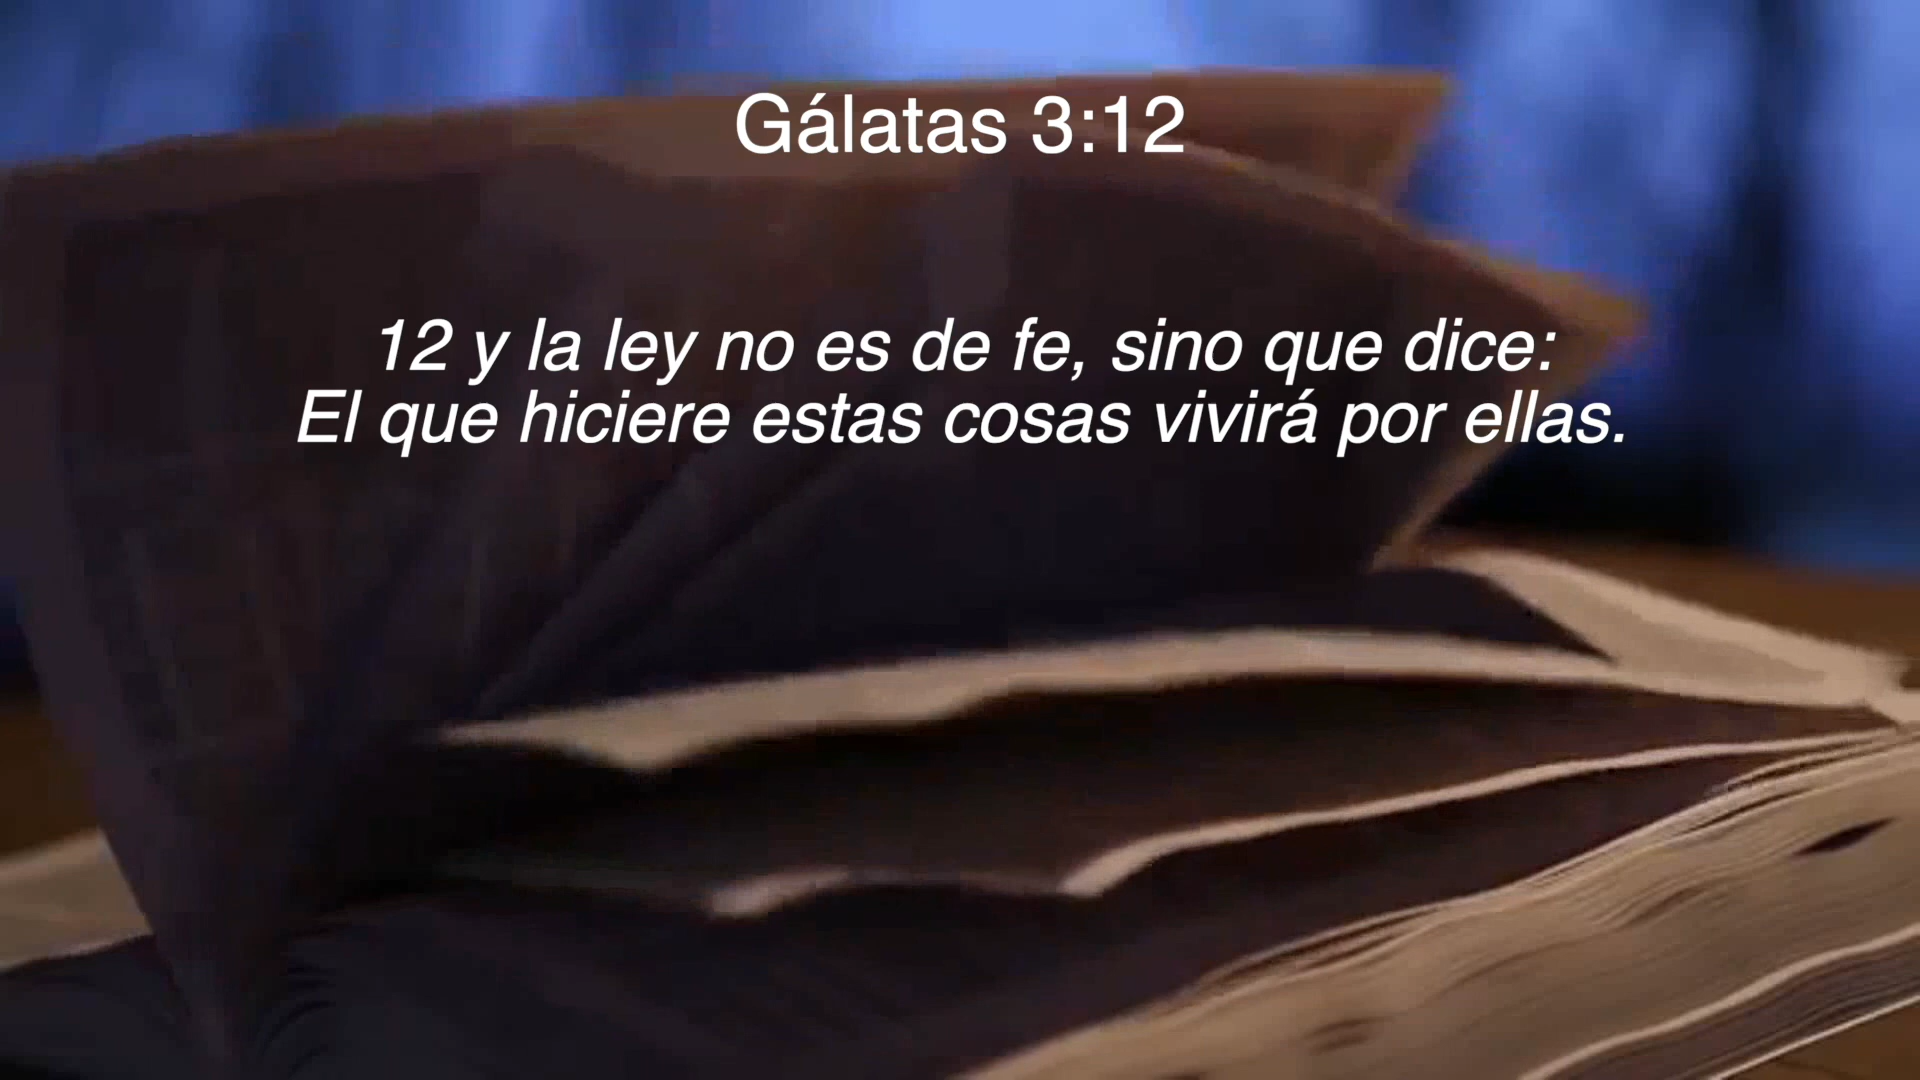 Gálatas 3:12
12 y la ley no es de fe, sino que dice:
El que hiciere estas cosas vivirá por ellas.